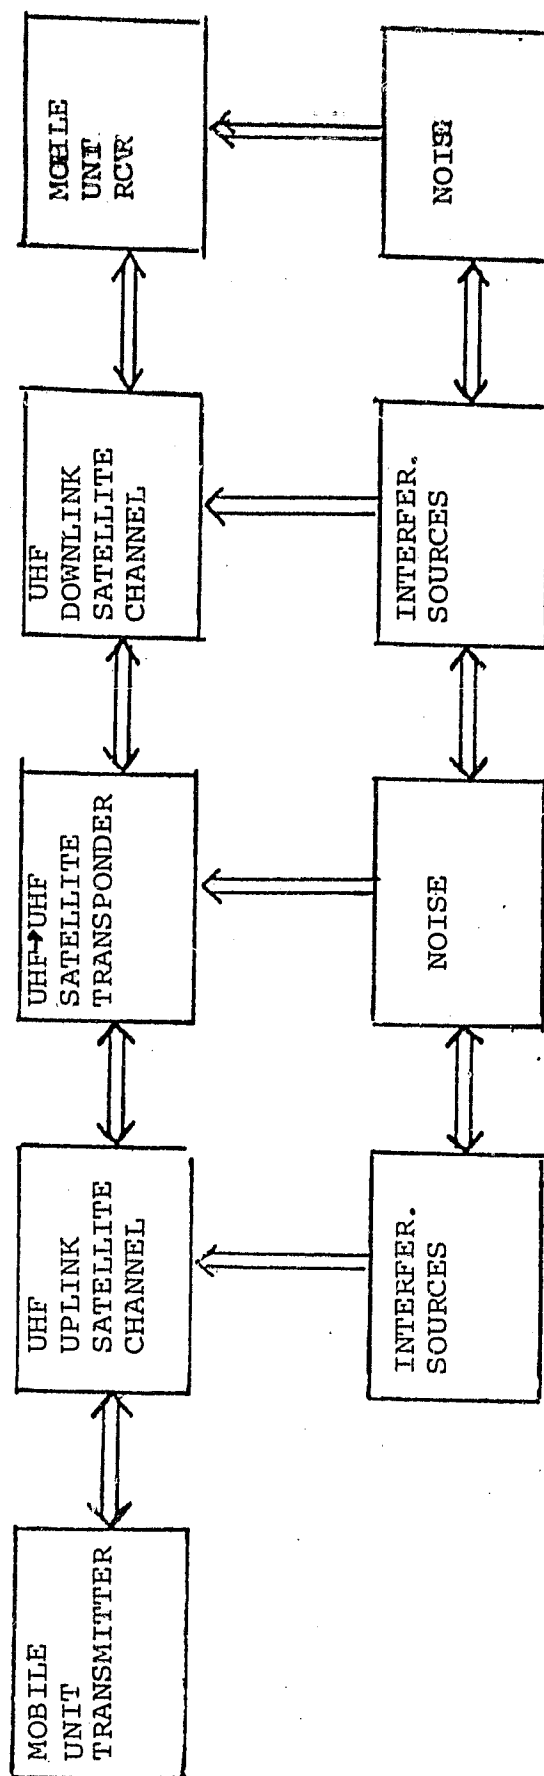 MOBILE
UNIT
TRANSMITTER
UHF
UPLINK
SATELLITE
CHANNEL
UHF→UHF
SATELLITE
TRANSPONDER
UHF
DOWNLINK
SATELLITE
CHANNEL
MOBILE
UNIT
RCVR
INTERFER.
SOURCES
NOISE
INTERFER.
SOURCES
NOISE